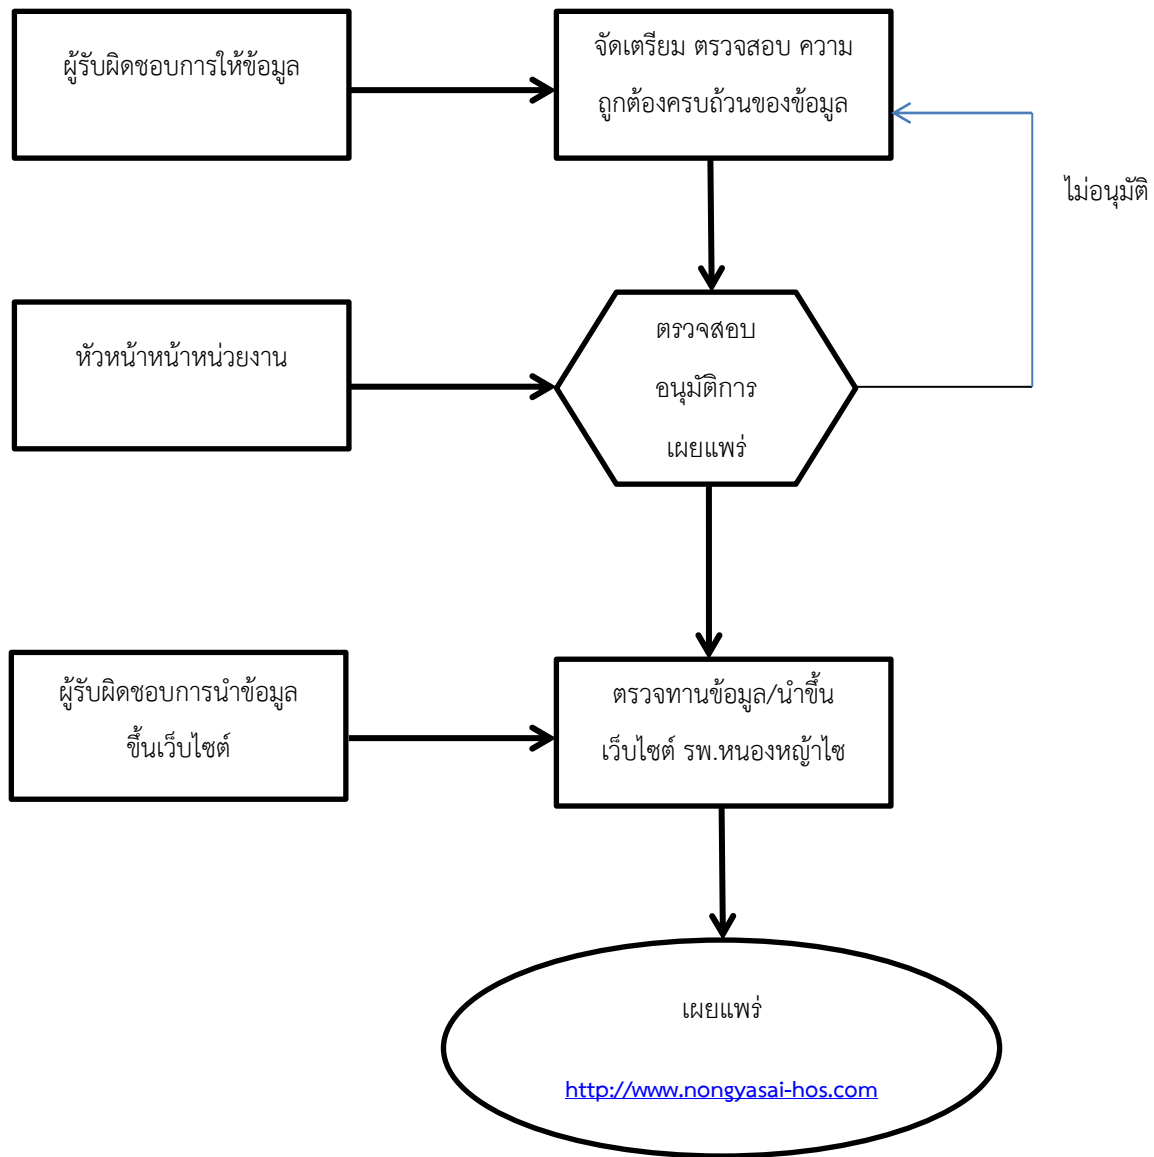 ผู้รับผิดชอบการให้ข้อมูล
จัดเตรียม ตรวจสอบ ความ
ถูกต้องครบถ้วนของข้อมูล
ไม่อนุมัติ
หัวหน้าหน้าหน่วยงาน
ตรวจสอบ
อนุมัติการ
เผยแพร่
ผู้รับผิดชอบการนำข้อมูล
ขึ้นเว็บไซต์
ตรวจทานข้อมูล/นำขึ้น
เว็บไซต์ รพ.หนองหญ้าไซ
เผยแพร่
http://www.nongyasai-hos.com